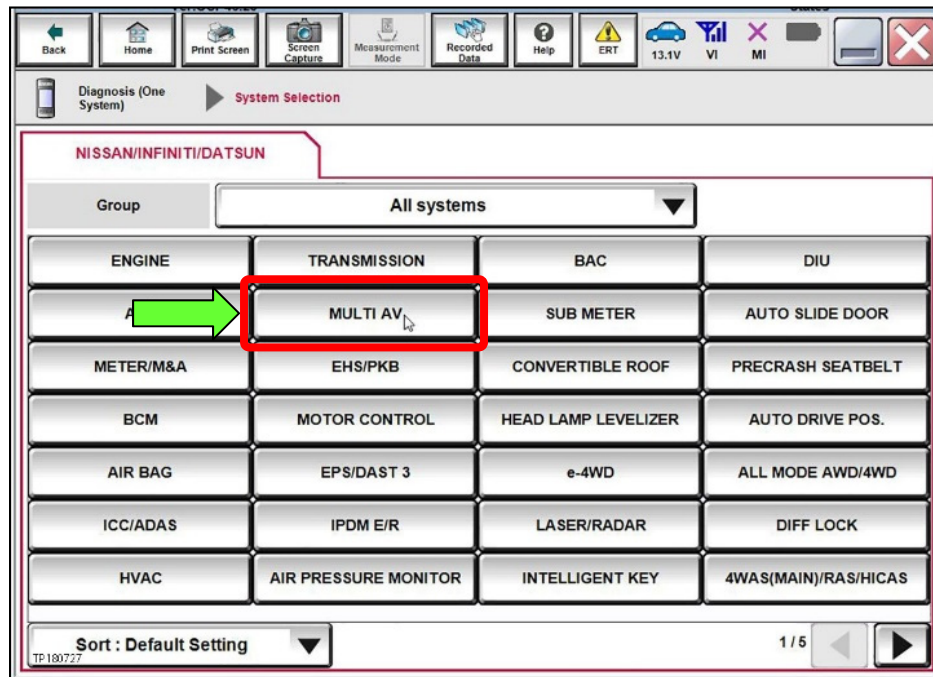 Back
Home
Print Screen
Screen
Capture
Measurement
Mode
Recorded
Data
Help
ERT
13.1V
VI
MI
Diagnosis (One
System)
System Selection
NISSAN/INFINITI/DATSUN
Group
All systems
ENGINE TRANSMISSION BAC DIU
MULTI AV SUB METER AUTO SLIDE DOOR
METER/M&A EHS/PKB CONVERTIBLE ROOF PRECRASH SEATBELT
BCM MOTOR CONTROL HEAD LAMP LEVELIZER AUTO DRIVE POS.
AIR BAG EPS/DAST 3 e-4WD ALL MODE AWD/4WD
ICC/ADAS IPDM E/R LASER/RADAR DIFF LOCK
HVAC AIR PRESSURE MONITOR INTELLIGENT KEY 4WAS(MAIN)/RAS/HICAS
Sort : Default Setting
1/5
TP180727